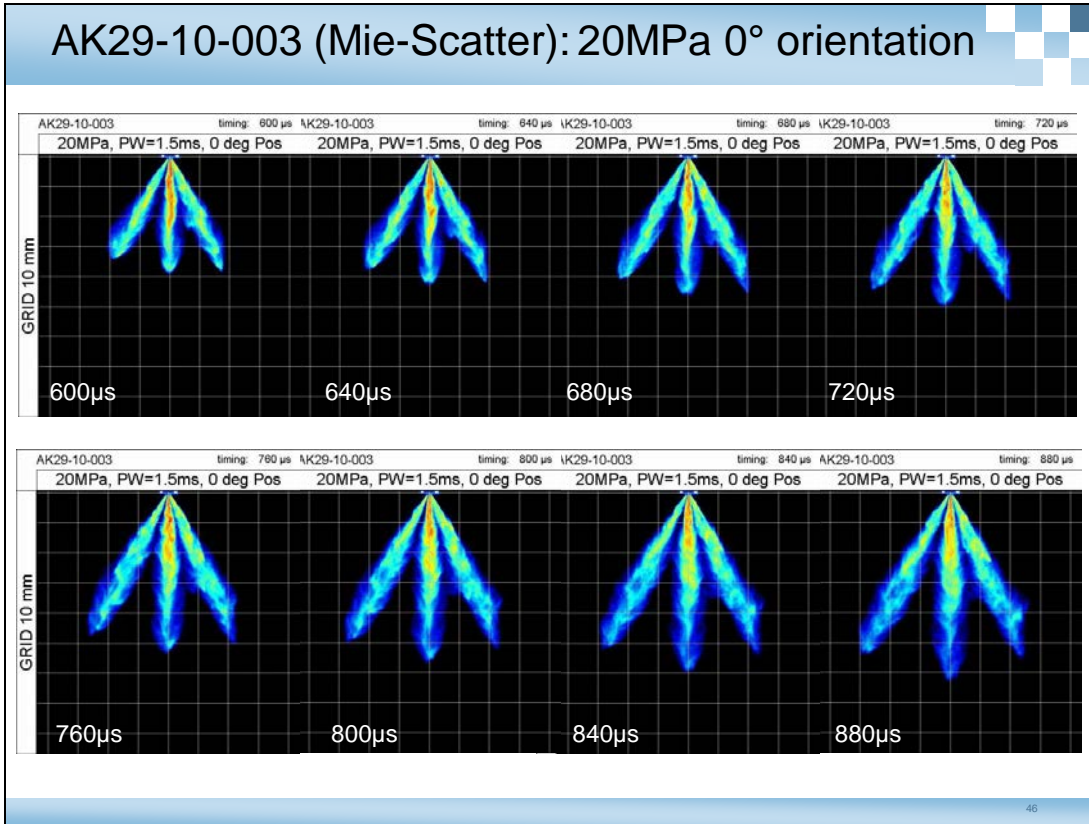 AK29-10-003 (Mie-Scatter): 20MPa 0° orientation
AK29-10-003 timing: 600 µs
20MPa, PW=1.5ms, 0 deg Pos
\K29-10-003 timing: 640 µs
20MPa, PW=1.5ms, 0 deg Pos
\K29-10-003 timing: 680 µs
20MPa, PW=1.5ms, 0 deg Pos
\K29-10-003 timing: 720 µs
20MPa, PW=1.5ms, 0 deg Pos
GRID 10 mm
600µs
640µs
680µs
720µs
AK29-10-003 timing: 760 µs
20MPa, PW=1.5ms, 0 deg Pos
\K29-10-003 timing: 800 µs
20MPa, PW=1.5ms, 0 deg Pos
\K29-10-003 timing: 840 µs
20MPa, PW=1.5ms, 0 deg Pos
AK29-10-003 timing: 880 µs
20MPa, PW=1.5ms, 0 deg Pos
GRID 10 mm
760µs
800µs
840µs
880µs
46